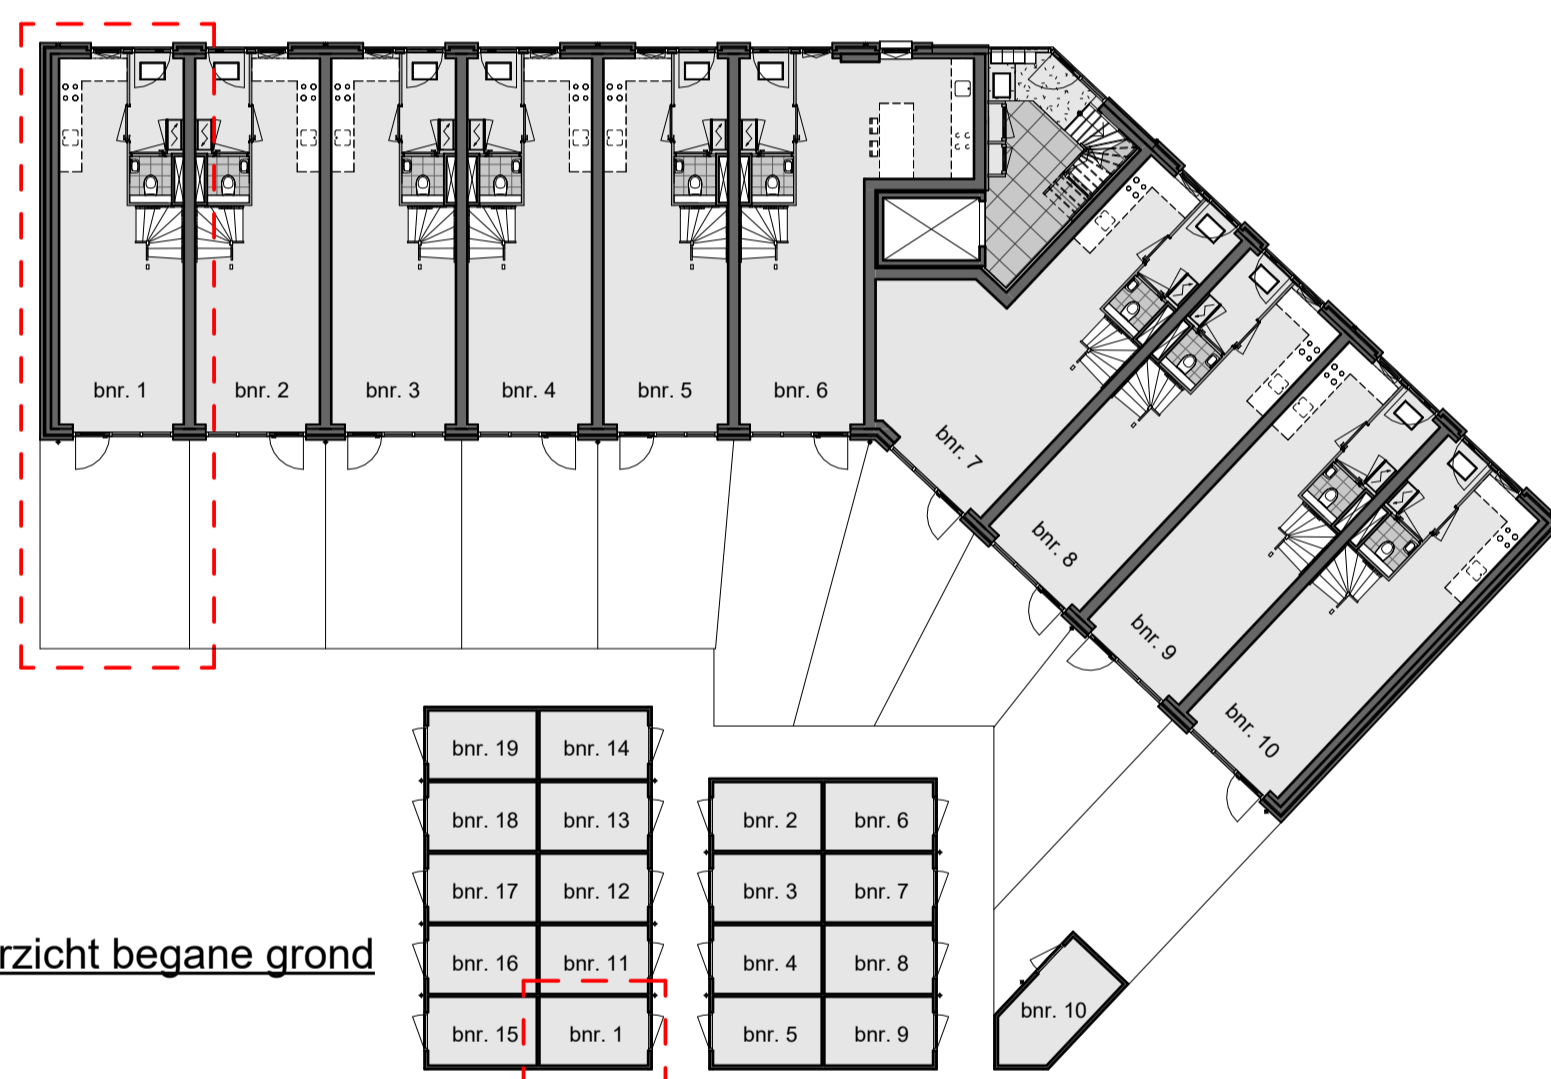 bnr. 1
bnr. 2
bnr. 3
bnr. 4
bnr. 5
bnr. 6
bnr. 7
bnr. 8
bnr. 9
bnr. 10
bnr. 19
bnr. 14
bnr. 18
bnr. 13
bnr. 2
bnr. 6
bnr. 17
bnr. 12
bnr. 3
bnr. 7
rzicht begane grond
bnr. 16
bnr. 11
bnr. 4
bnr. 8
bnr. 10
bnr. 15
bnr. 1
bnr. 5
bnr. 9